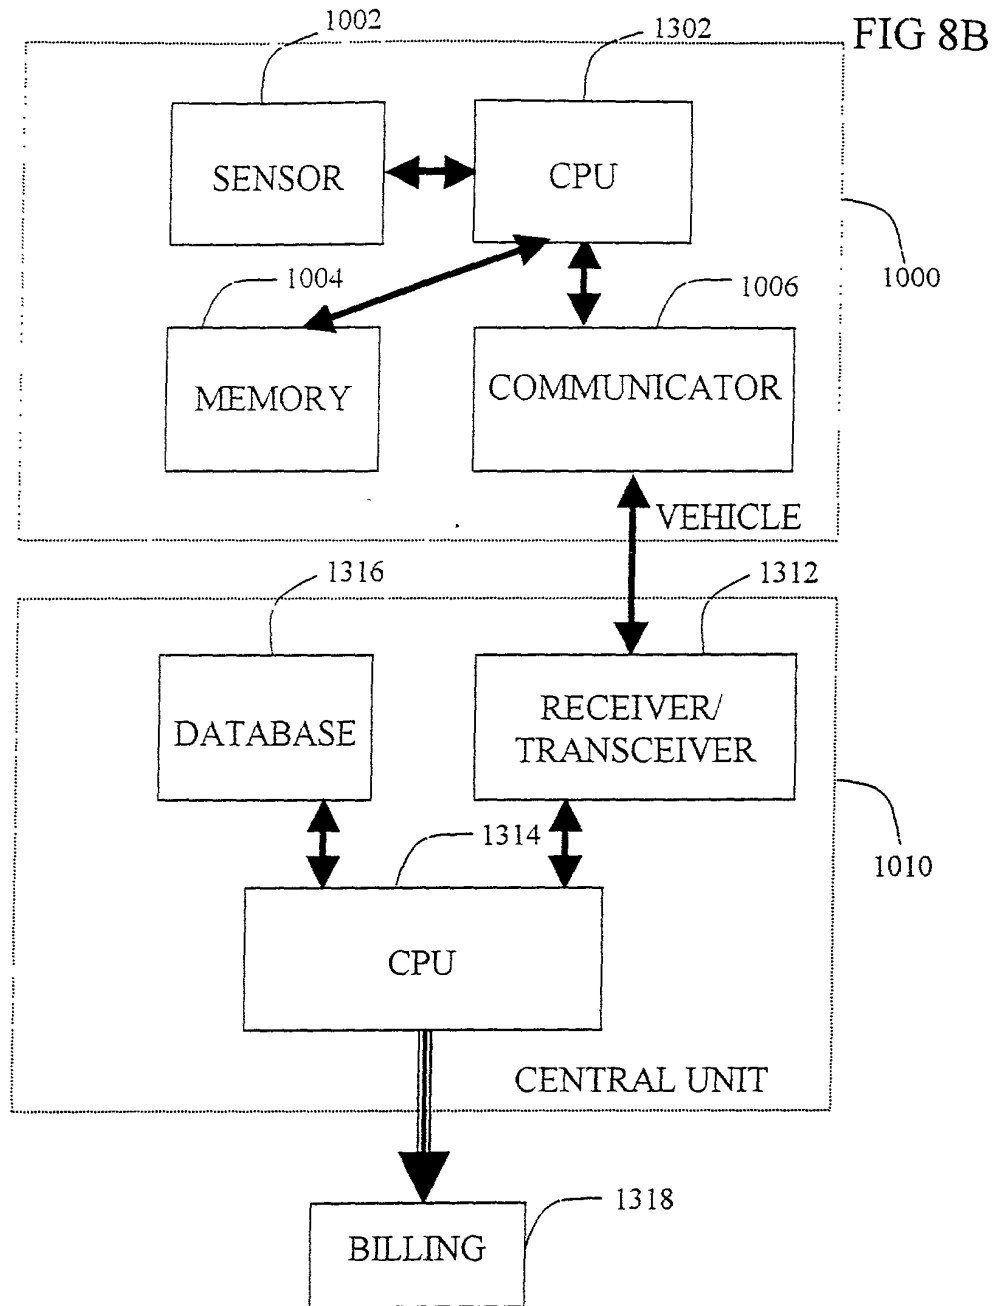 FIG 8B
1002
1302
SENSOR
CPU
1000
1004
1006
MEMORY
COMMUNICATOR
VEHICLE
1316
1312
DATABASE
RECEIVER/
TRANSCEIVER
1314
1010
CPU
CENTRAL UNIT
1318
BILLING